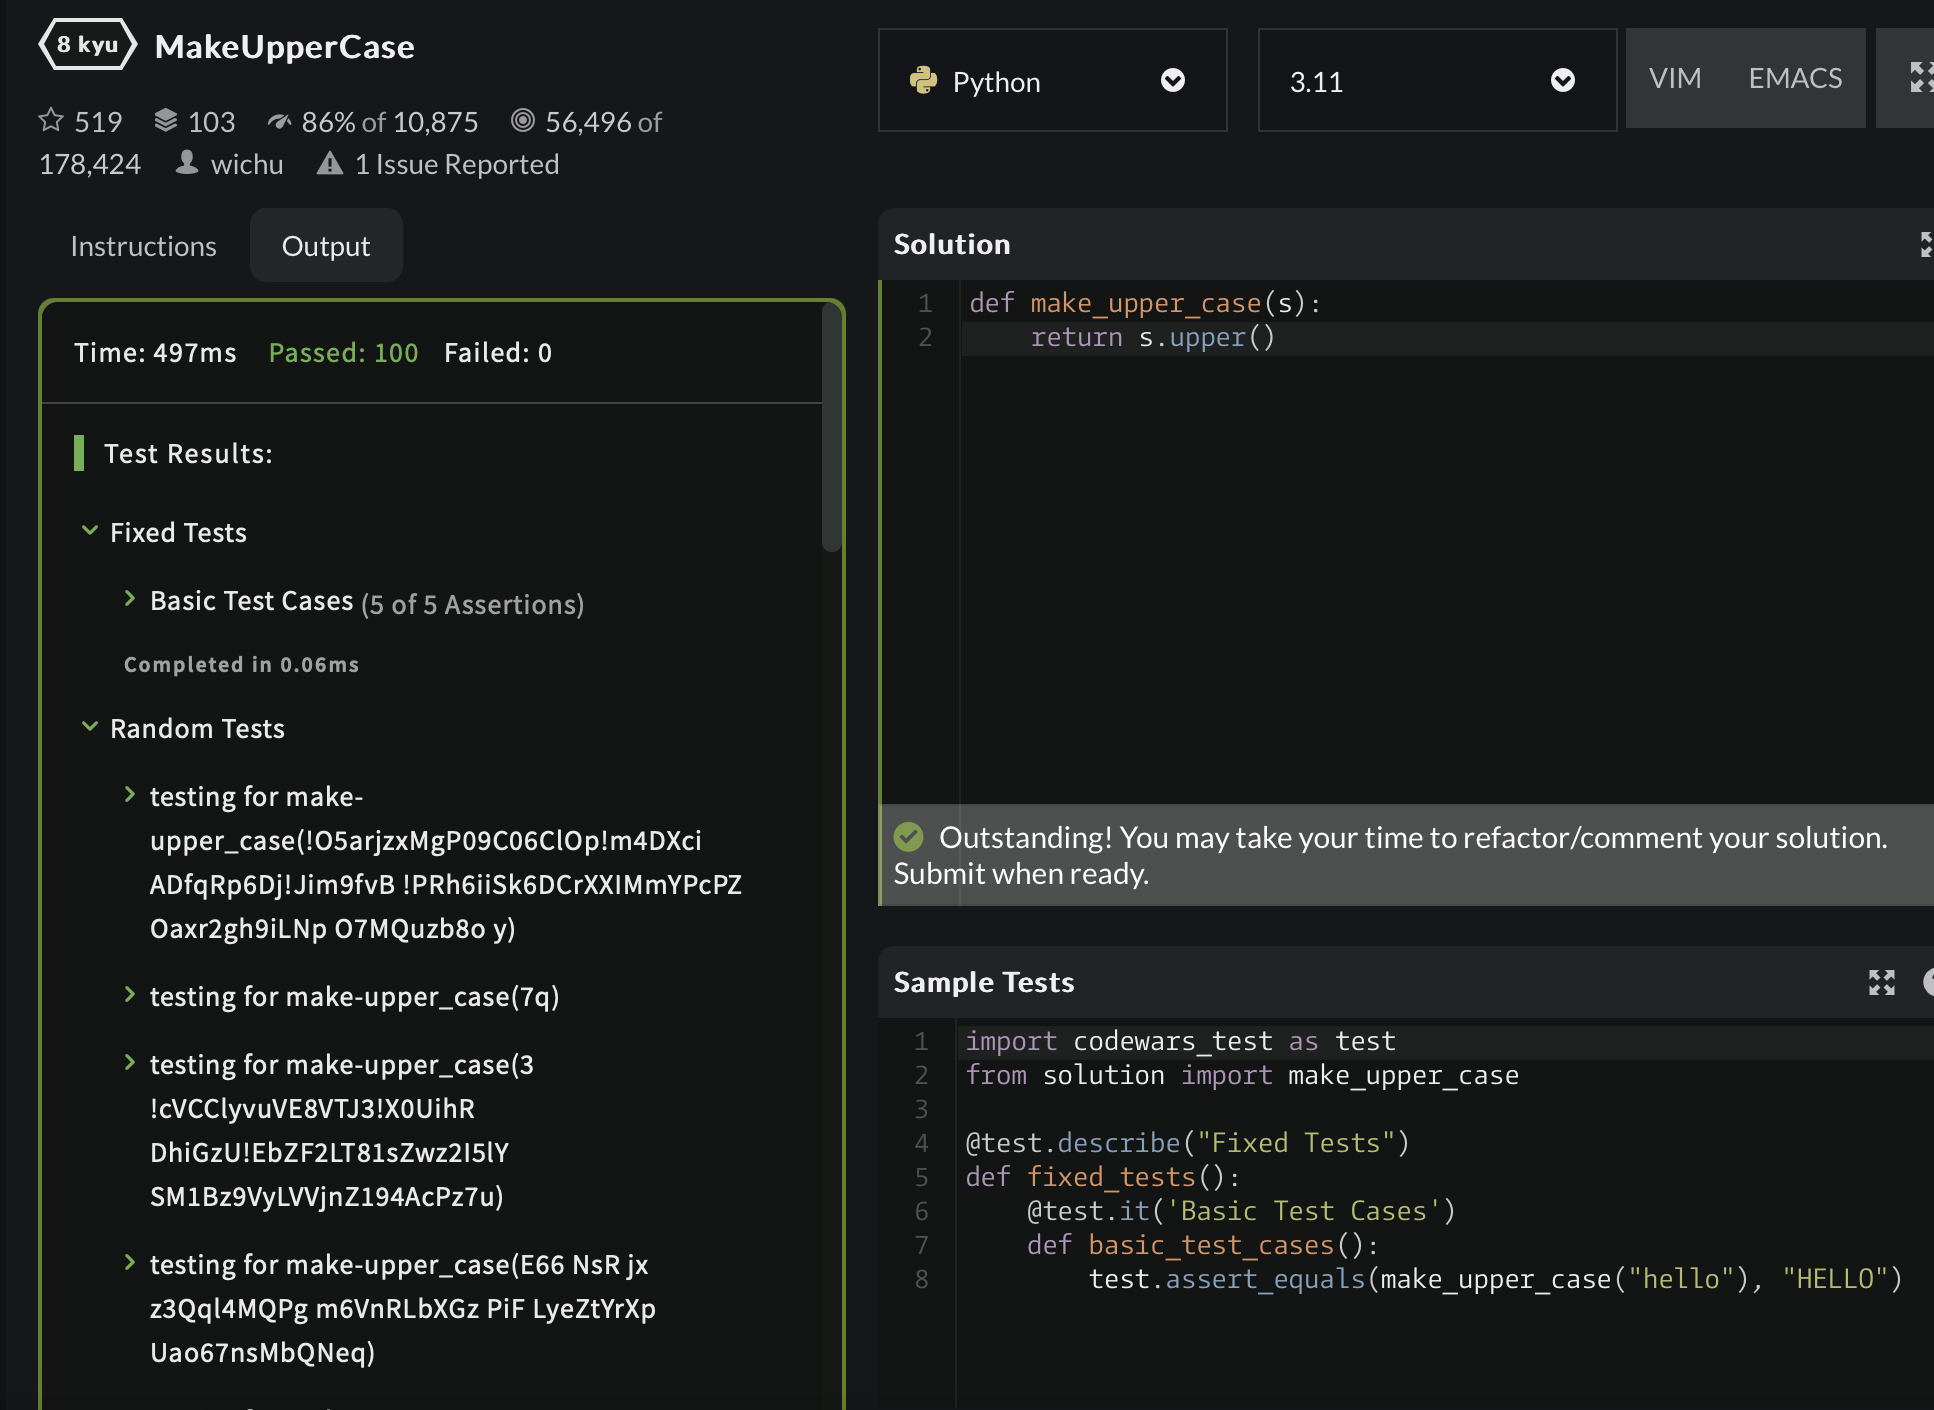 8 kyu MakeUpperCase
519 103 86% of 10,875 56,496 of
178,424 wichu 1 Issue Reported
Instructions Output
Time: 497ms Passed: 100 Failed: 0
Test Results:
Fixed Tests
Basic Test Cases (5 of 5 Assertions)
Completed in 0.06ms
Random Tests
testing for make-
upper_case(!O5arjzxMgP09C06ClOp!m4DXci
ADfqRp6Dj!Jim9fvB !PRh6iiSk6DCrXXIMmYPcPZ
Oaxr2gh9iLNp O7MQuzb8o y)
testing for make-upper_case(7q)
testing for make-upper_case(3
!cVCClyvuVE8VTJ3!X0UihR
DhiGzU!EbZF2LT81sZwz2I5lY
SM1Bz9VyLVVjnZ194AcPz7u)
testing for make-upper_case(E66 NsR jx
z3Qql4MQPg m6VnRLbXGz PiF LyeZtYrXp
Uao67nsMbQNeq)
Python 3.11 VIM EMACS
Solution
1 def make_upper_case(s):
2     return s.upper()
Outstanding! You may take your time to refactor/comment your solution.
Submit when ready.
Sample Tests
1 import codewars_test as test
2 from solution import make_upper_case
3
4 @test.describe("Fixed Tests")
5 def fixed_tests():
6     @test.it('Basic Test Cases')
7     def basic_test_cases():
8         test.assert_equals(make_upper_case("hello"), "HELLO")